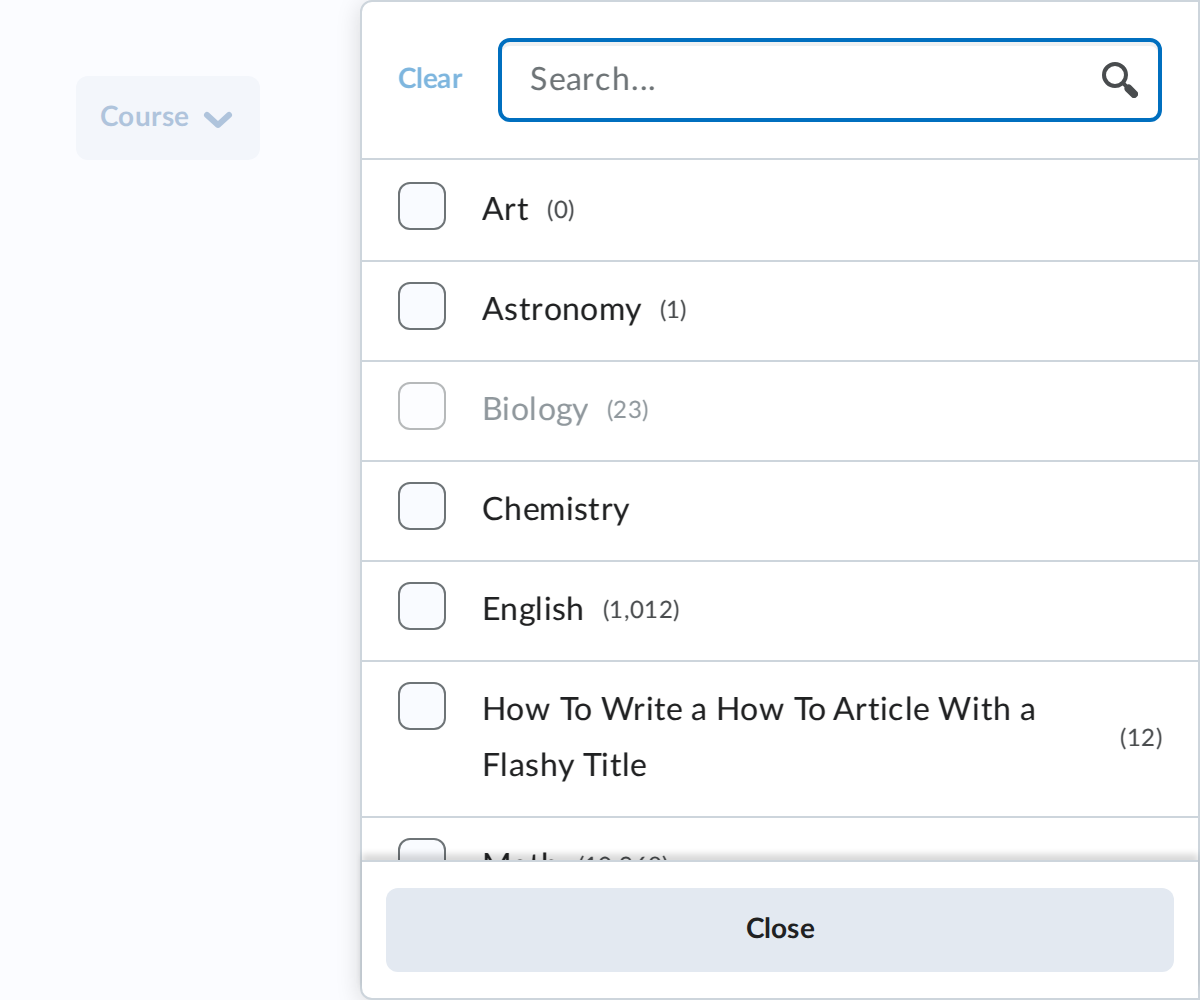 Course
Clear
Search...
Art (0)
Astronomy (1)
Biology (23)
Chemistry
English (1,012)
How To Write a How To Article With a
Flashy Title
(12)
Close